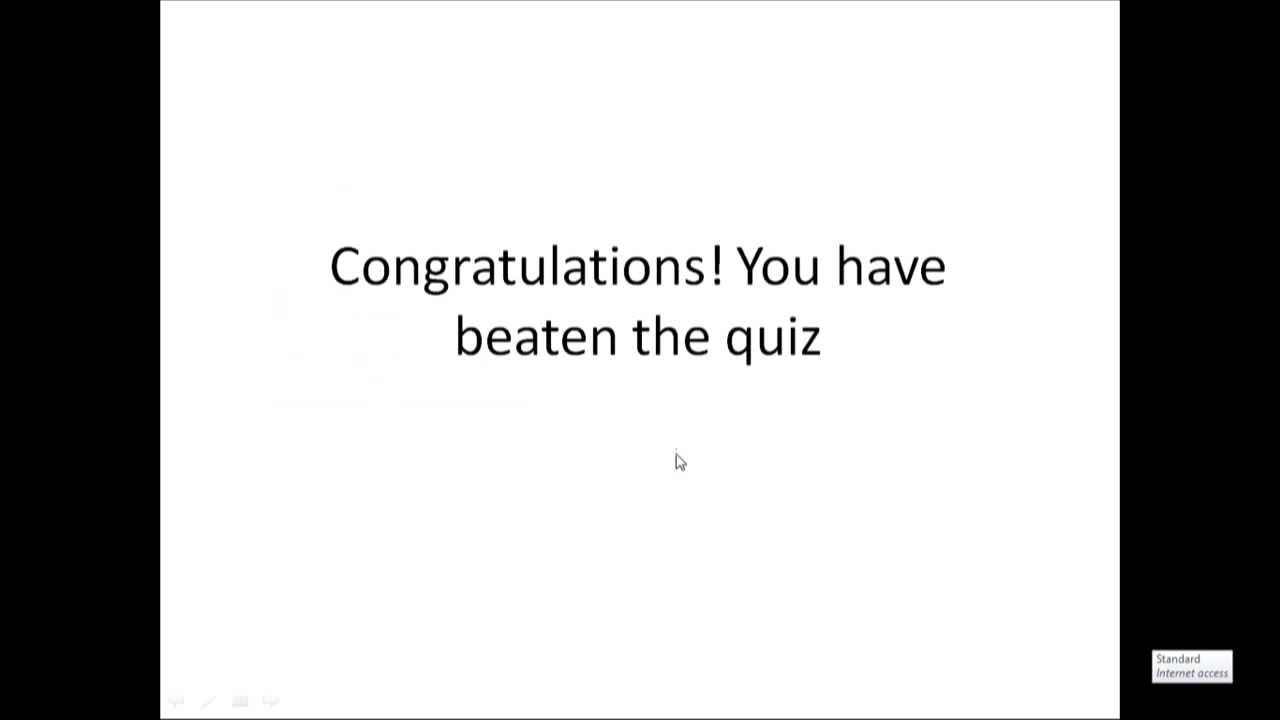 Congratulations! You have
beaten the quiz
Standard
Internet access